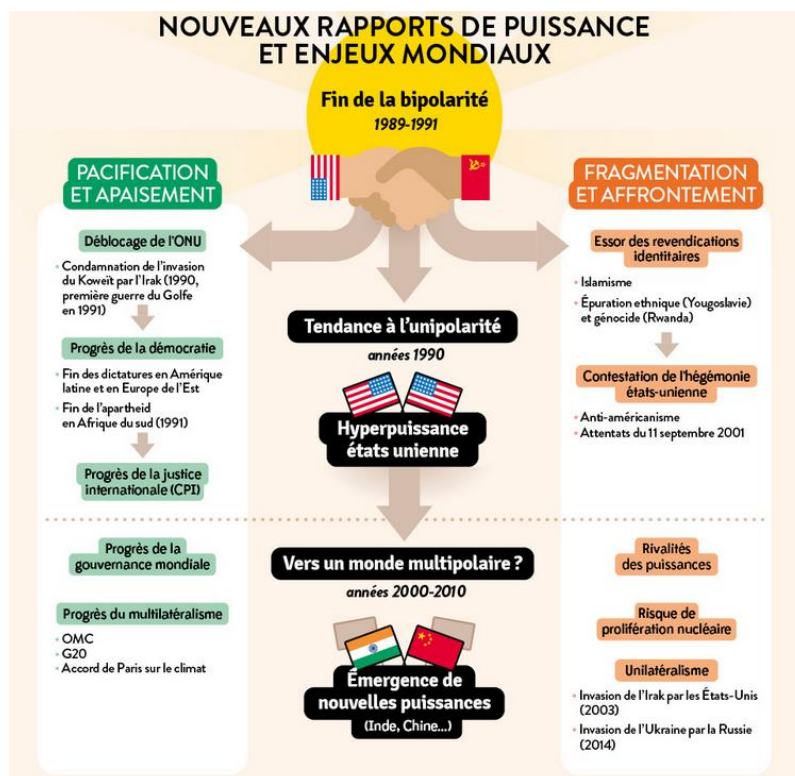 NOUVEAUX RAPPORTS DE PUISSANCE
ET ENJEUX MONDIAUX
Fin de la bipolarité
1989-1991
PACIFICATION
ET APAISEMENT
Déblocage de l'ONU
• Condamnation de l'invasion
du Koweït par l'Irak (1990,
première guerre du Golfe
en 1991)
Progrès de la démocratie
• Fin des dictatures en Amérique
latine et en Europe de l'Est
• Fin de l'apartheid
en Afrique du sud (1991)
Progrès de la justice
internationale (CPI)
Progrès de la
gouvernance mondiale
Progrès du multilatéralisme
• OMC
• G20
• Accord de Paris sur le climat
Tendance à l'unipolarité
années 1990
Hyperpuissance
états unienne
Vers un monde multipolaire ?
années 2000-2010
Émergence de
nouvelles puissances
(Inde, Chine...)
FRAGMENTATION
ET AFFRONTEMENT
Essor des revendications
identitaires
• Islamisme
• Épuration ethnique (Yougoslavie)
et génocide (Rwanda)
Contestation de l'hégémonie
états-unienne
• Anti-américanisme
• Attentats du 11 septembre 2001
Rivalités
des puissances
Risque de
prolifération nucléaire
Unilatéralisme
• Invasion de l'Irak par les États-Unis
(2003)
• Invasion de l'Ukraine par la Russie
(2014)